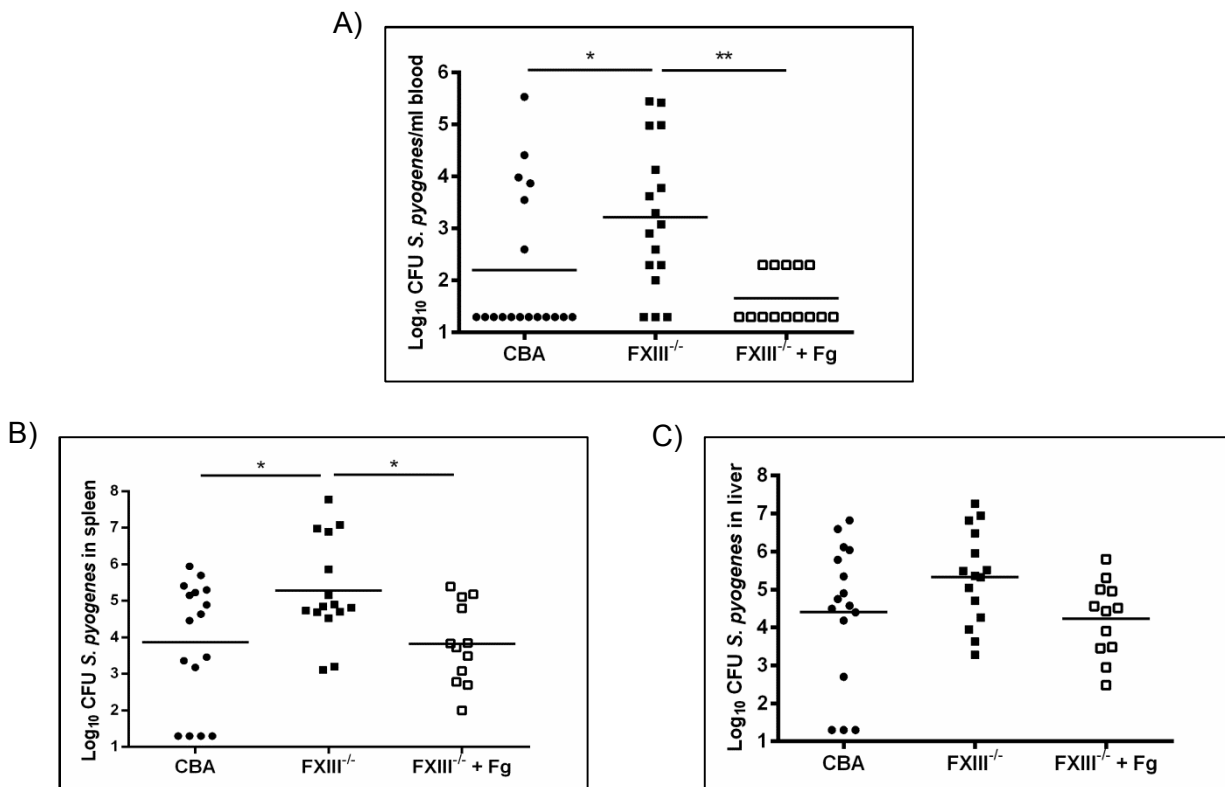 A)
* **
6
5
4
3
2
1
Log₁₀ CFU S. pyogenes/ml blood
CBA FXIII⁻/⁻ FXIII⁻/⁻ + Fg
B)
* *
8
7
6
5
4
3
2
1
Log₁₀ CFU S. pyogenes in spleen
CBA FXIII⁻/⁻ FXIII⁻/⁻ + Fg
C)
8
7
6
5
4
3
2
1
Log₁₀ CFU S. pyogenes in liver
CBA FXIII⁻/⁻ FXIII⁻/⁻ + Fg